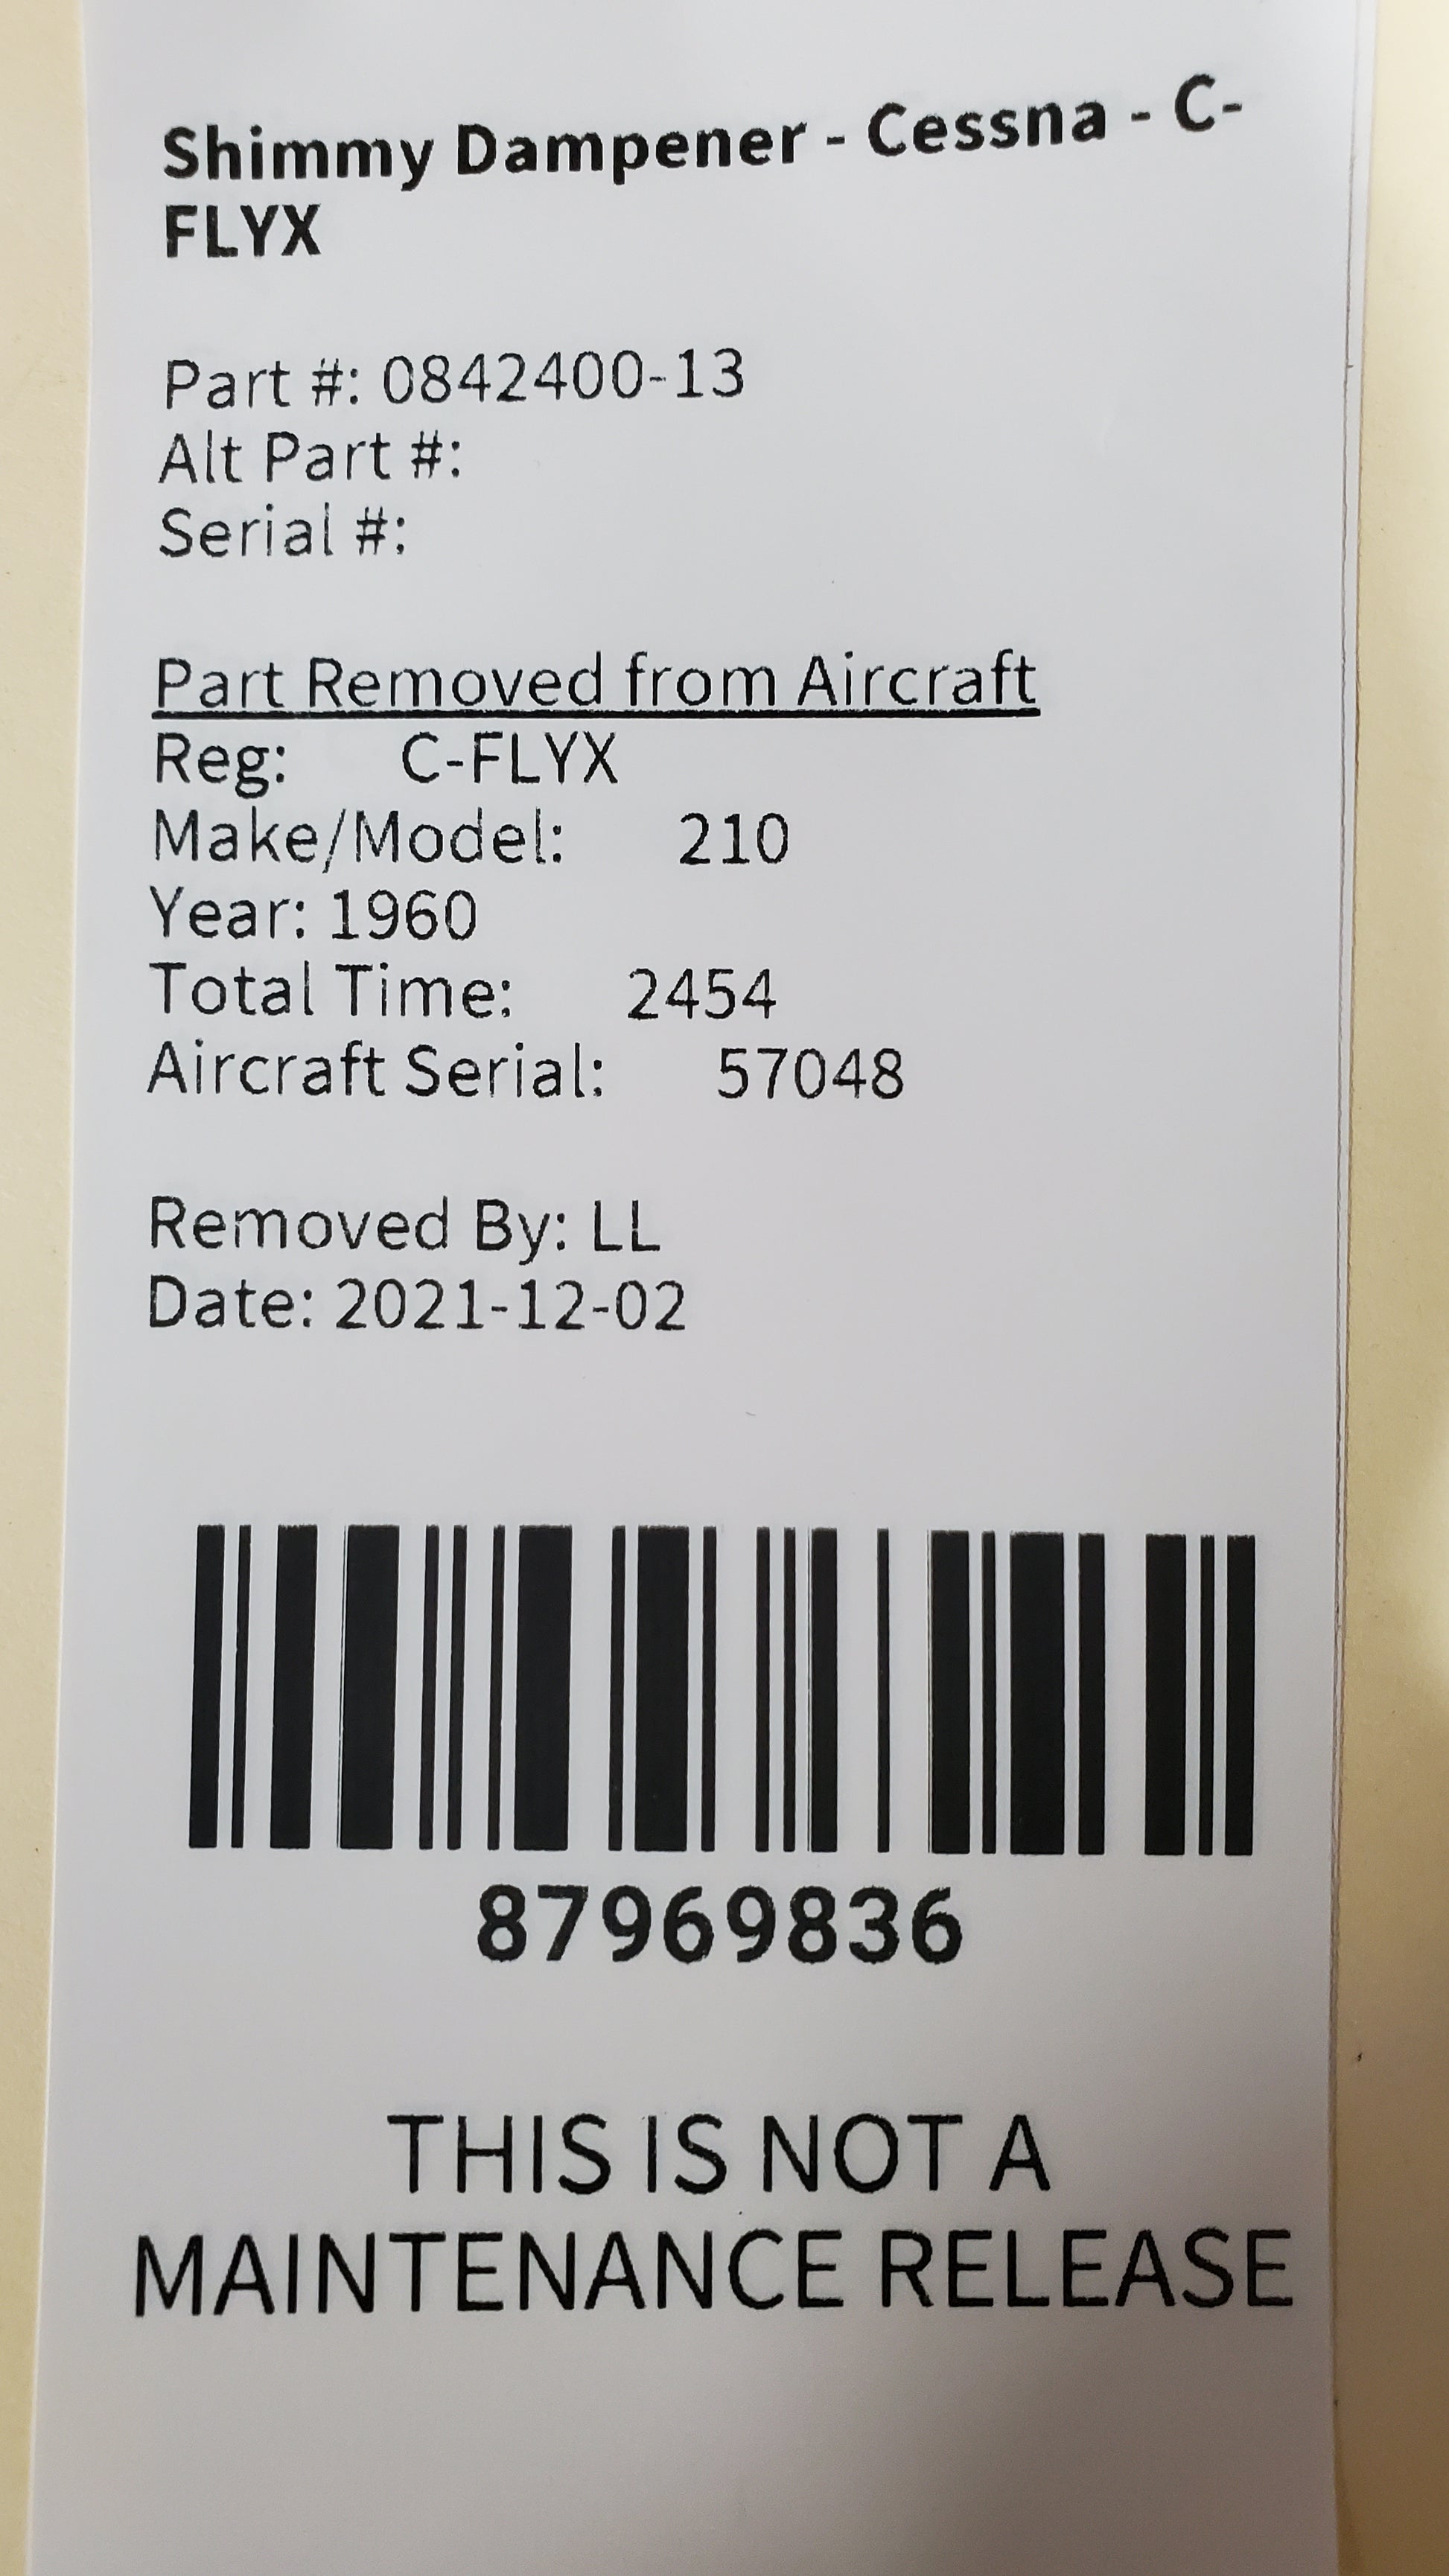 Shimmy Dampener - Cessna - C-
FLYX
Part #: 0842400-13
Alt Part #:
Serial #:
Part Removed from Aircraft
Reg: C-FLYX
Make/Model: 210
Year: 1960
Total Time: 2454
Aircraft Serial: 57048
Removed By: LL
Date: 2021-12-02
87969836
THIS IS NOT A
MAINTENANCE RELEASE